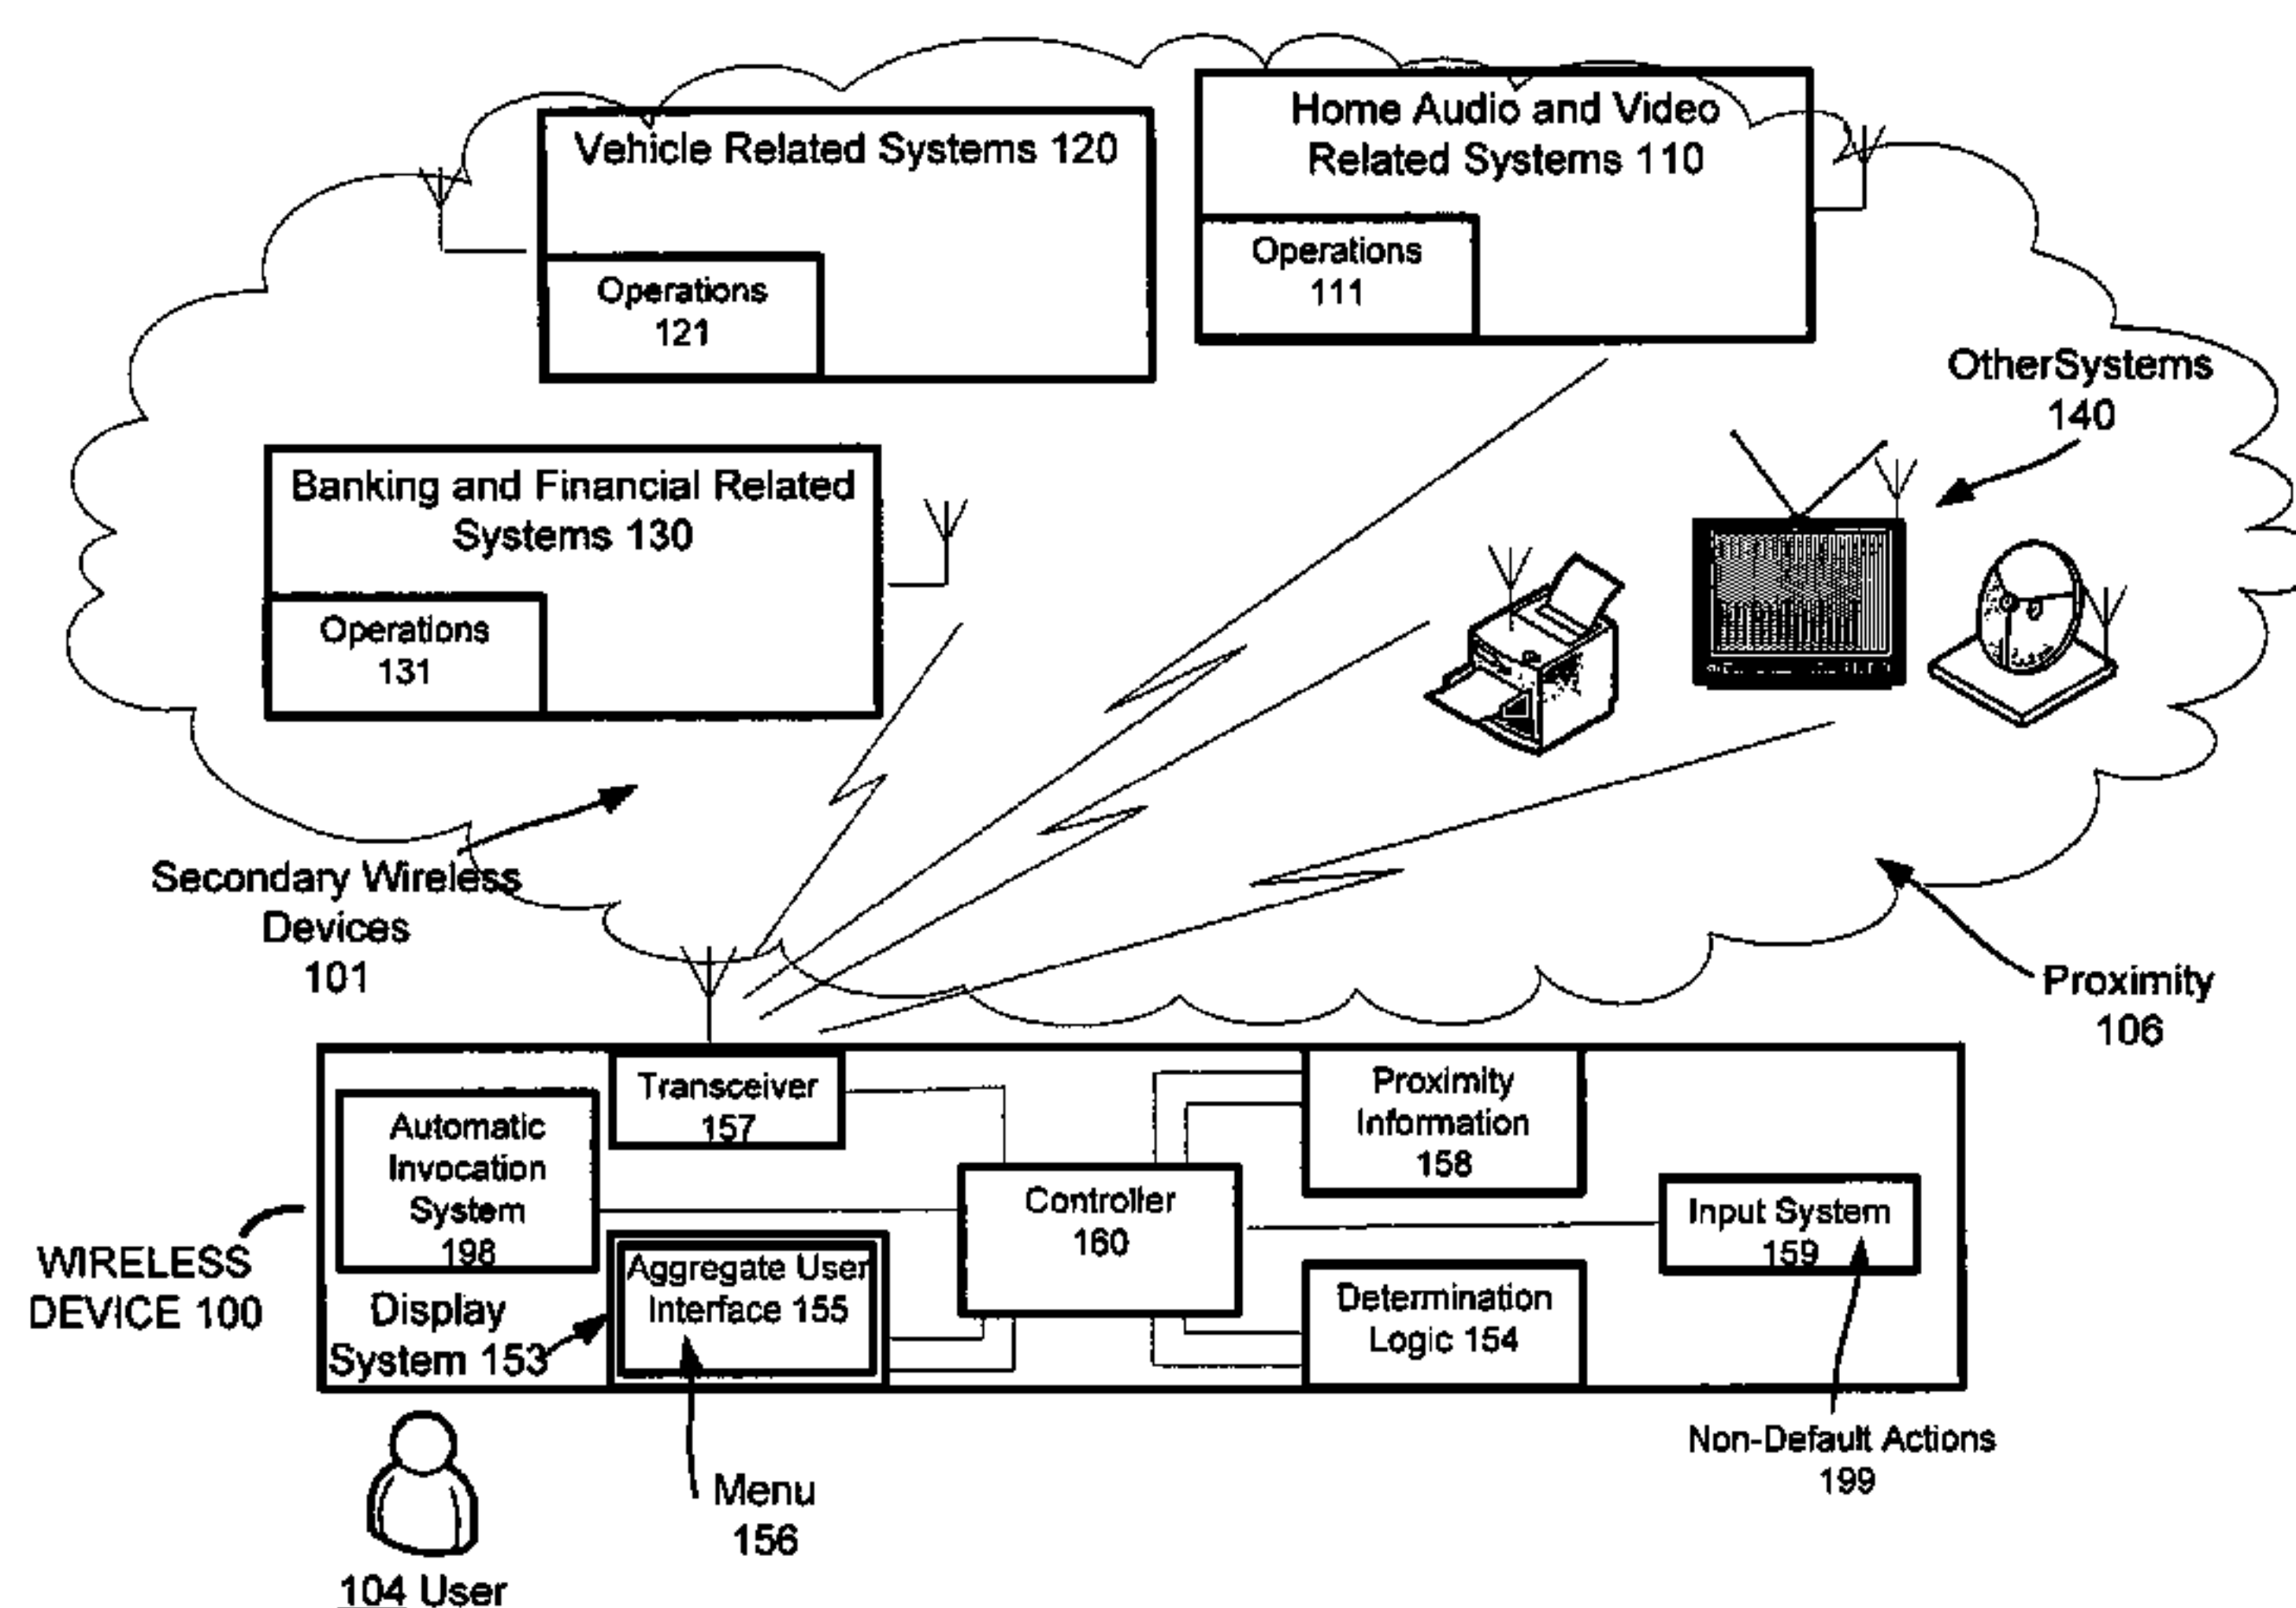 Home Audio and Video
Related Systems 110
Operations
111
Vehicle Related Systems 120
Operations
121
OtherSystems
140
Banking and Financial Related
Systems 130
Operations
131
Secondary Wireless
Devices
101
Proximity
106
Transceiver
157
Automatic
Invocation
System
198
Proximity
Information
158
Controller
160
Input System
159
WIRELESS
DEVICE 100
Display
System 153
Aggregate User
Interface 155
Determination
Logic 154
Non-Default Actions
199
Menu
156
104 User